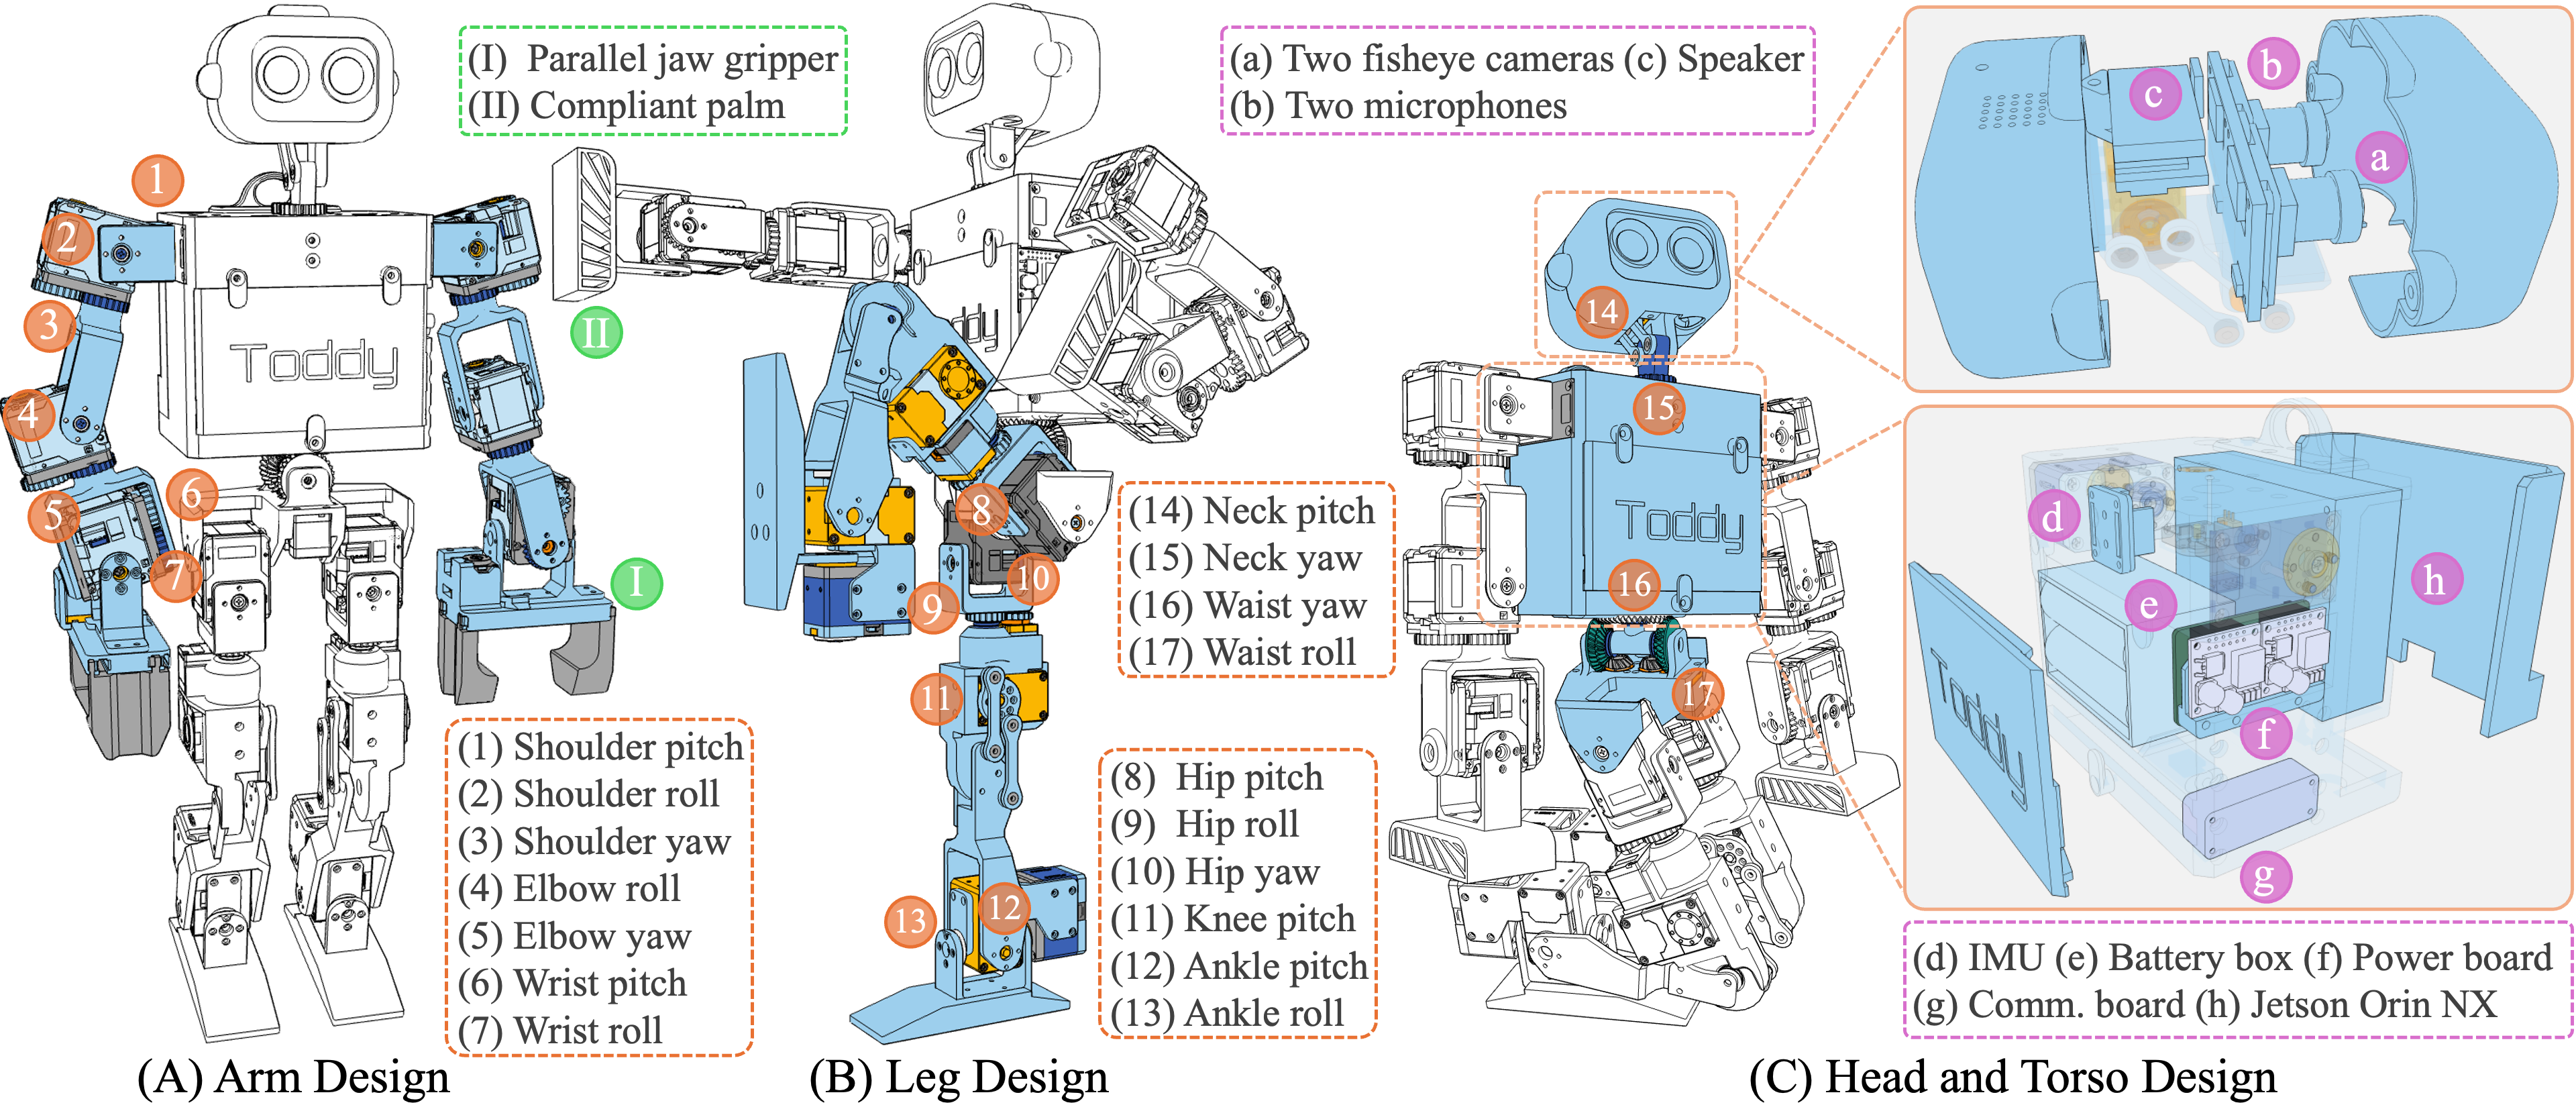 (I) Parallel jaw gripper
(II) Compliant palm
(a) Two fisheye cameras (c) Speaker
(b) Two microphones
1
2
3
4
5
6
7
Toddy
I
(1) Shoulder pitch
(2) Shoulder roll
(3) Shoulder yaw
(4) Elbow roll
(5) Elbow yaw
(6) Wrist pitch
(7) Wrist roll
(A) Arm Design
II
ddy
8
9
10
11
12
13
(14) Neck pitch
(15) Neck yaw
(16) Waist yaw
(17) Waist roll
(8) Hip pitch
(9) Hip roll
(10) Hip yaw
(11) Knee pitch
(12) Ankle pitch
(13) Ankle roll
(B) Leg Design
14
15
Toddy
16
17
b
c
a
d
e
h
Toddy
f
g
(d) IMU (e) Battery box (f) Power board
(g) Comm. board (h) Jetson Orin NX
(C) Head and Torso Design